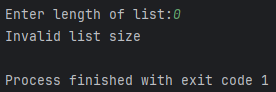 Enter length of list:0
Invalid list size
Process finished with exit code 1